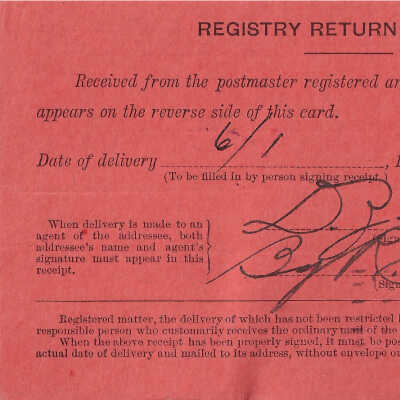 REGISTRY RETURN
Received from the postmaster registered
appears on the reverse side of this card.
Date of delivery 6/1
(To be filled in by person signing receipt.)
When delivery is made to an
agent of the addressee, both
addressee's name and agent's
signature must appear in this
receipt.
D.
By R.
Registered matter, the delivery of which has not been restricted
responsible person who customarily receives the ordinary mail of the
When the above receipt has been properly signed, it must be pos
actual date of delivery and mailed to its address, without envelope o